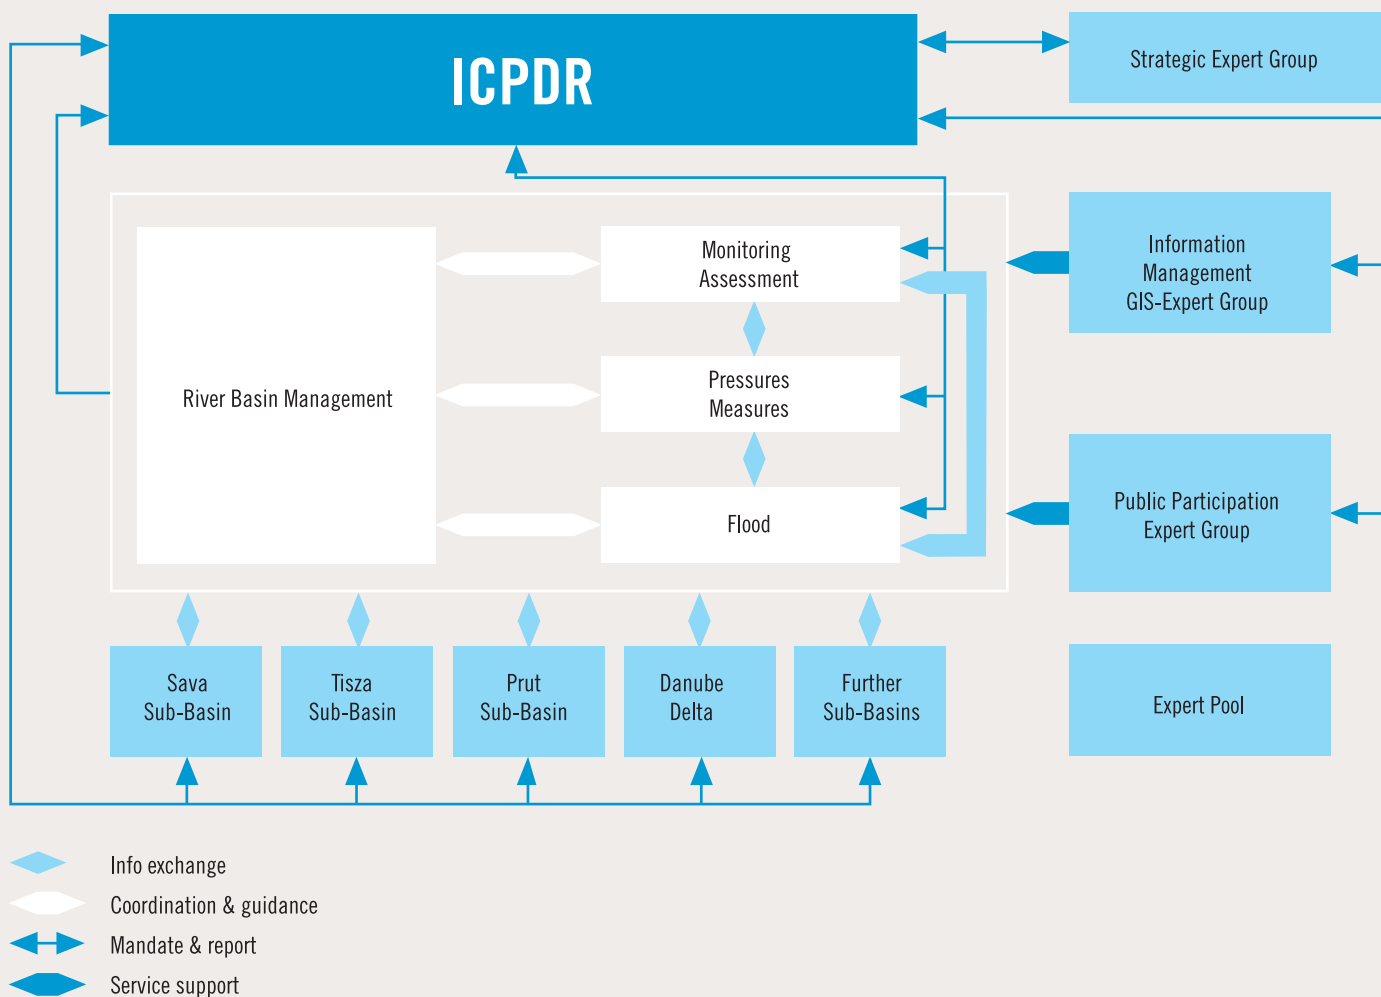 ICPDR
Strategic Expert Group
Monitoring
Assessment
Information
Management
GIS-Expert Group
River Basin Management
Pressures
Measures
Flood
Public Participation
Expert Group
Sava
Sub-Basin
Tisza
Sub-Basin
Prut
Sub-Basin
Danube
Delta
Further
Sub-Basins
Expert Pool
Info exchange
Coordination & guidance
Mandate & report
Service support